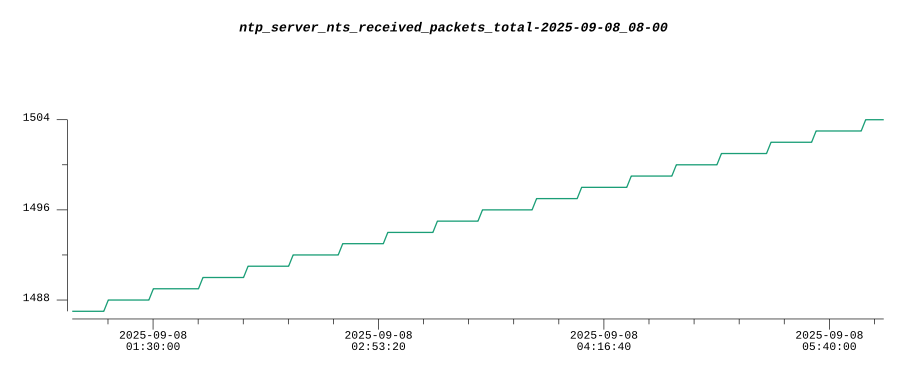 ntp_server_nts_received_packets_total-2025-09-08_08-00
1504
1496
1488
2025-09-08 2025-09-08 2025-09-08 2025-09-08
01:30:00 02:53:20 04:16:40 05:40:00